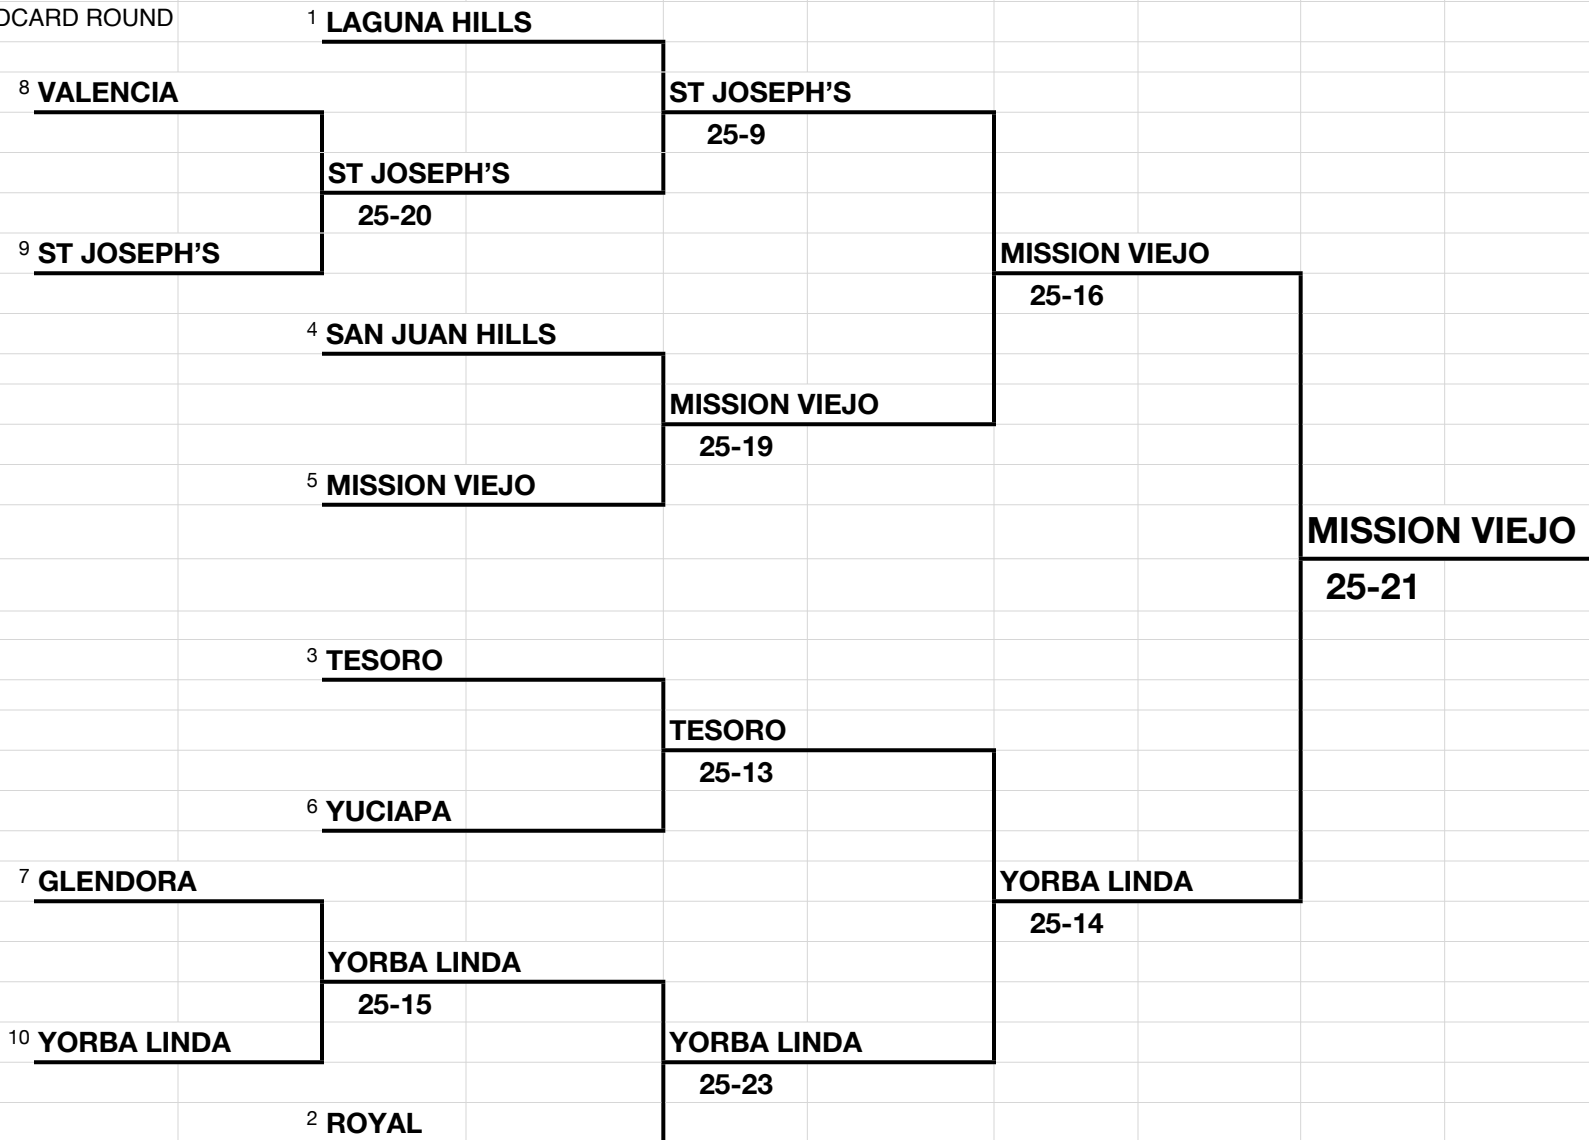 DCARD ROUND
1 LAGUNA HILLS
8 VALENCIA
ST JOSEPH’S
25-9
ST JOSEPH’S
25-20
9 ST JOSEPH’S
MISSION VIEJO
25-16
4 SAN JUAN HILLS
MISSION VIEJO
25-19
5 MISSION VIEJO
MISSION VIEJO
25-21
3 TESORO
TESORO
25-13
6 YUCIAPA
7 GLENDORA
YORBA LINDA
25-14
YORBA LINDA
25-15
10 YORBA LINDA
YORBA LINDA
25-23
2 ROYAL